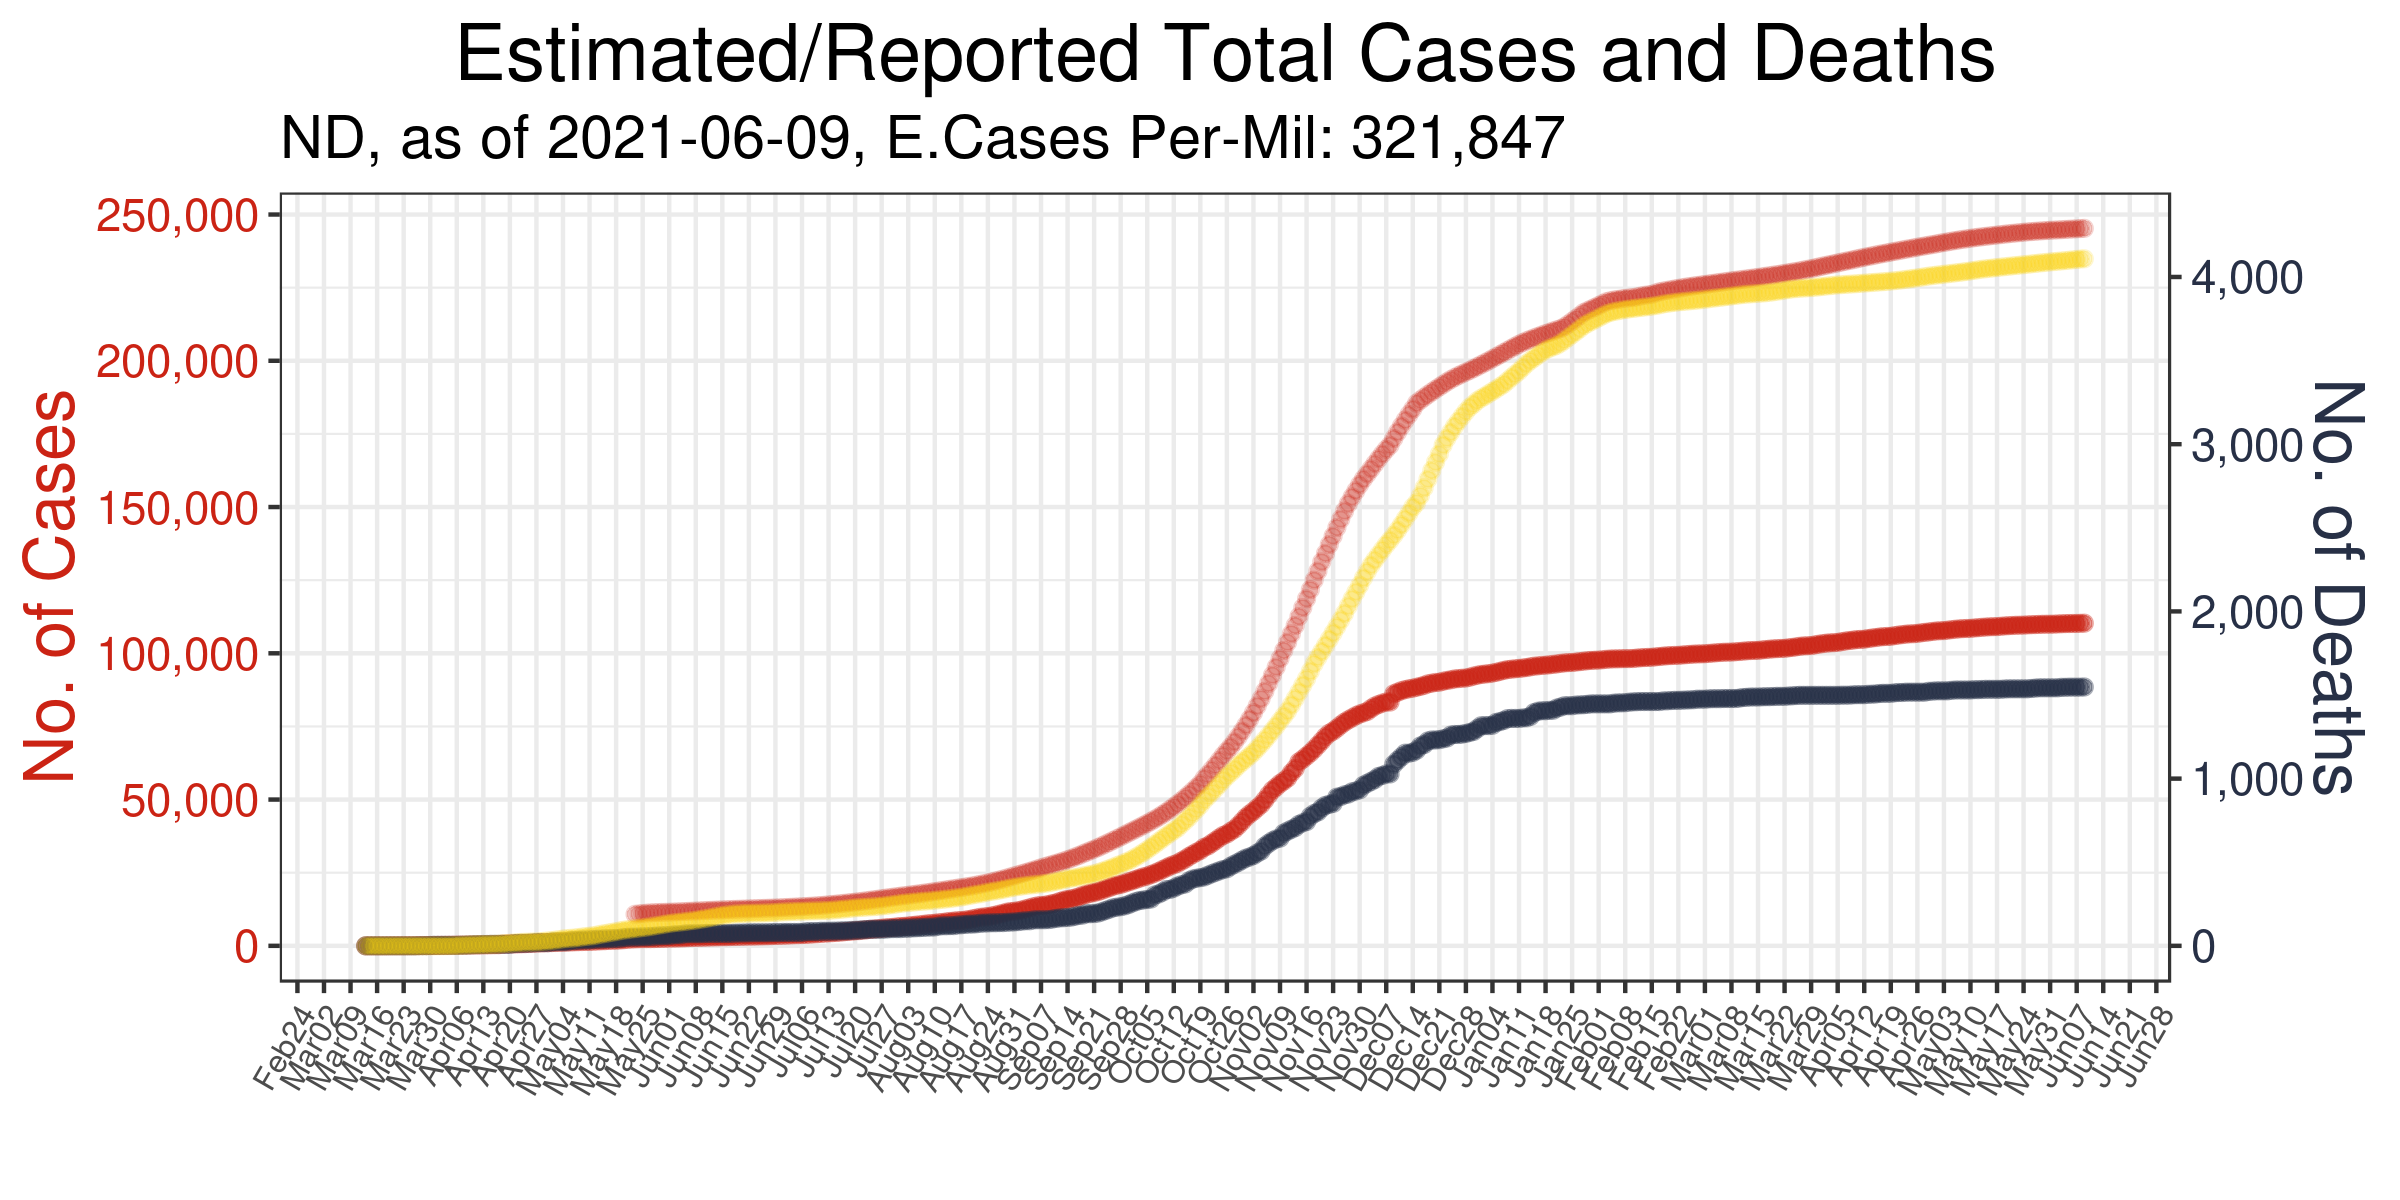 Estimated/Reported Total Cases and Deaths
ND, as of 2021-06-09, E.Cases Per-Mil: 321,847
No. of Cases
250,000
200,000
150,000
100,000
50,000
0
4,000
3,000
2,000
1,000
0
No. of Deaths
Feb24
Mar02
Mar09
Mar16
Mar23
Mar30
Apr06
Apr13
Apr20
Apr27
May04
May11
May18
May25
Jun01
Jun08
Jun15
Jun22
Jun29
Jul06
Jul13
Jul20
Jul27
Aug03
Aug10
Aug17
Aug24
Aug31
Sep07
Sep14
Sep21
Sep28
Oct05
Oct12
Oct19
Oct26
Nov02
Nov09
Nov16
Nov23
Nov30
Dec07
Dec14
Dec21
Dec28
Jan04
Jan11
Jan18
Jan25
Feb01
Feb08
Feb15
Feb22
Mar01
Mar08
Mar15
Mar22
Mar29
Apr05
Apr12
Apr19
Apr26
May03
May10
May17
May24
May31
Jun07
Jun14
Jun21
Jun28